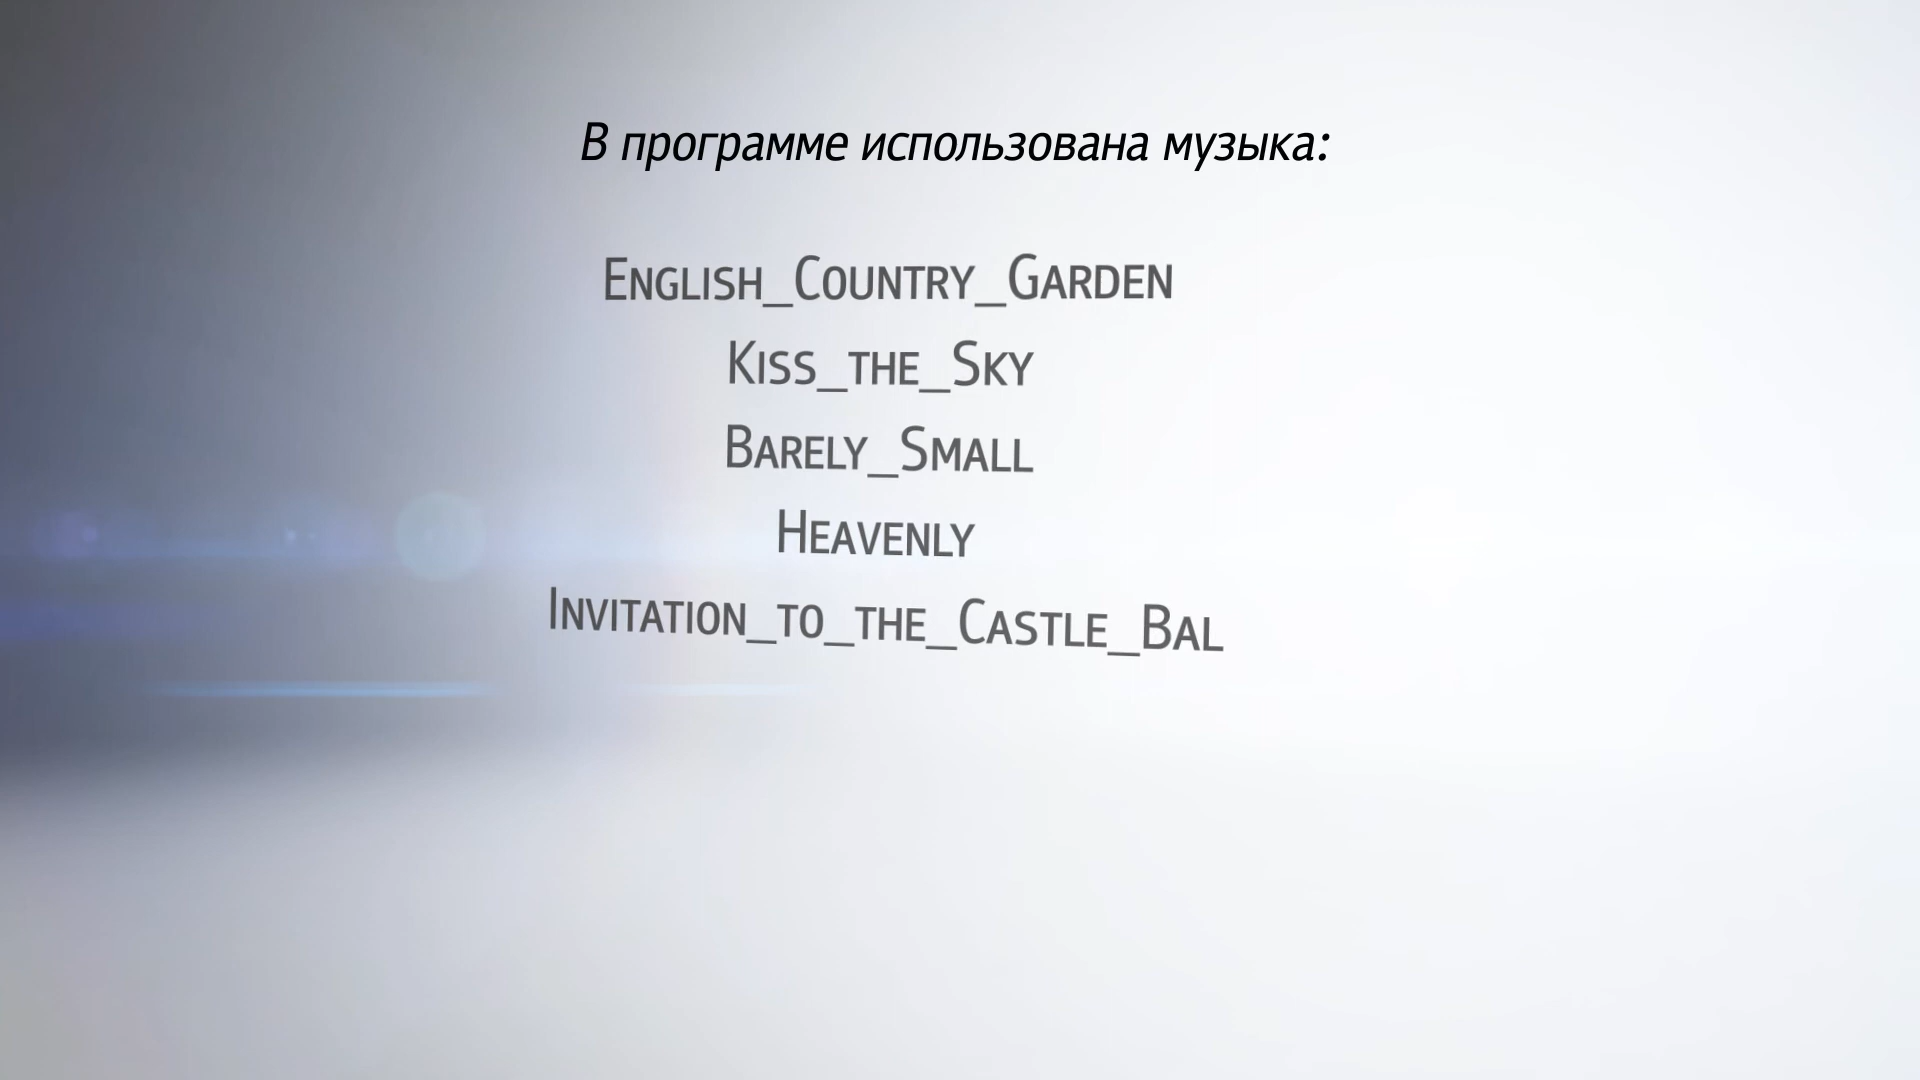 В программе использована музыка:
English_Country_Garden
Kiss_the_Sky
Barely_Small
Heavenly
Invitation_to_the_Castle_Bal